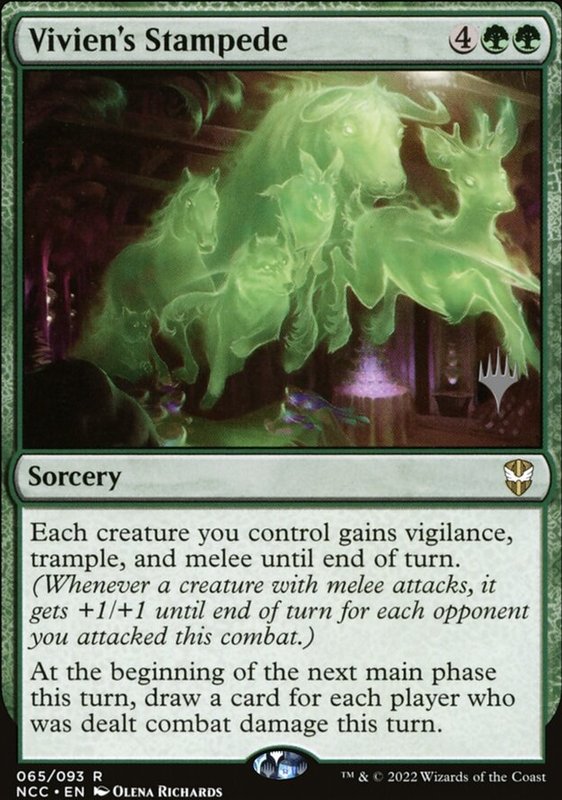 Vivien's Stampede 4
Sorcery
Each creature you control gains vigilance,
trample, and melee until end of turn.
(Whenever a creature with melee attacks, it
gets +1/+1 until end of turn for each opponent
you attacked this combat.)
At the beginning of the next main phase
this turn, draw a card for each player who
was dealt combat damage this turn.
065/093 R
NCC • EN Olena Richards
™ & © 2022 Wizards of the Coast